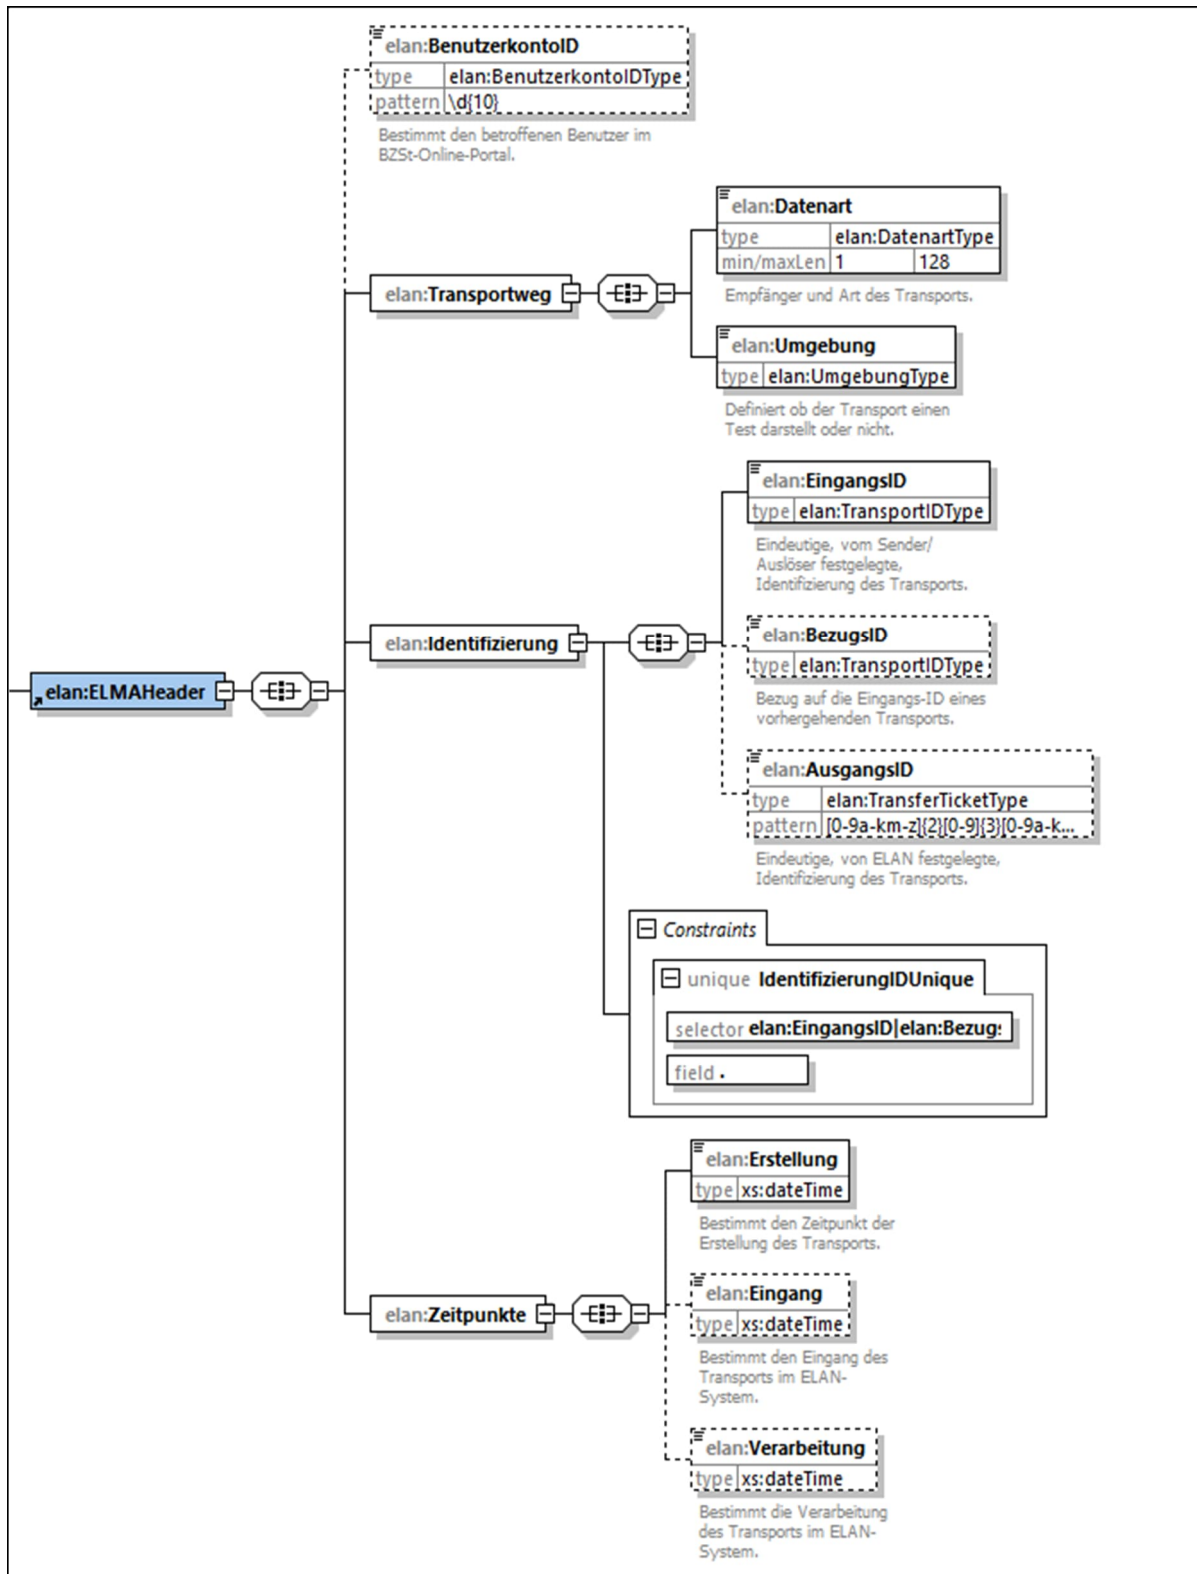 elan:BenutzerkontoID
type elan:BenutzerkontoIDType
pattern \d{10}
Bestimmt den betroffenen Benutzer im
BZSt-Online-Portal.
elan:Transportweg
elan:Datenart
type elan:DatenartType
min/maxLen 1 128
Empfänger und Art des Transports.
elan:Umgebung
type elan:UmgebungType
Definiert ob der Transport einen
Test darstellt oder nicht.
elan:ELMAHeader
elan:Identifizierung
elan:EingangsID
type elan:TransportIDType
Eindeutige, vom Sender/
Auslöser festgelegte,
Identifizierung des Transports.
elan:BezugsID
type elan:TransportIDType
Bezug auf die Eingangs-ID eines
vorhergehenden Transports.
elan:AusgangsID
type elan:TransferTicketType
pattern [0-9a-km-z]{2}[0-9]{3}[0-9a-k...
Eindeutige, von ELAN festgelegte,
Identifizierung des Transports.
Constraints
unique IdentifizierungIDUnique
selector elan:EingangsID|elan:Bezugs
field .
elan:Zeitpunkte
elan:Erstellung
type xs:dateTime
Bestimmt den Zeitpunkt der
Erstellung des Transports.
elan:Eingang
type xs:dateTime
Bestimmt den Eingang des
Transports im ELAN-
System.
elan:Verarbeitung
type xs:dateTime
Bestimmt die Verarbeitung
des Transports im ELAN-
System.